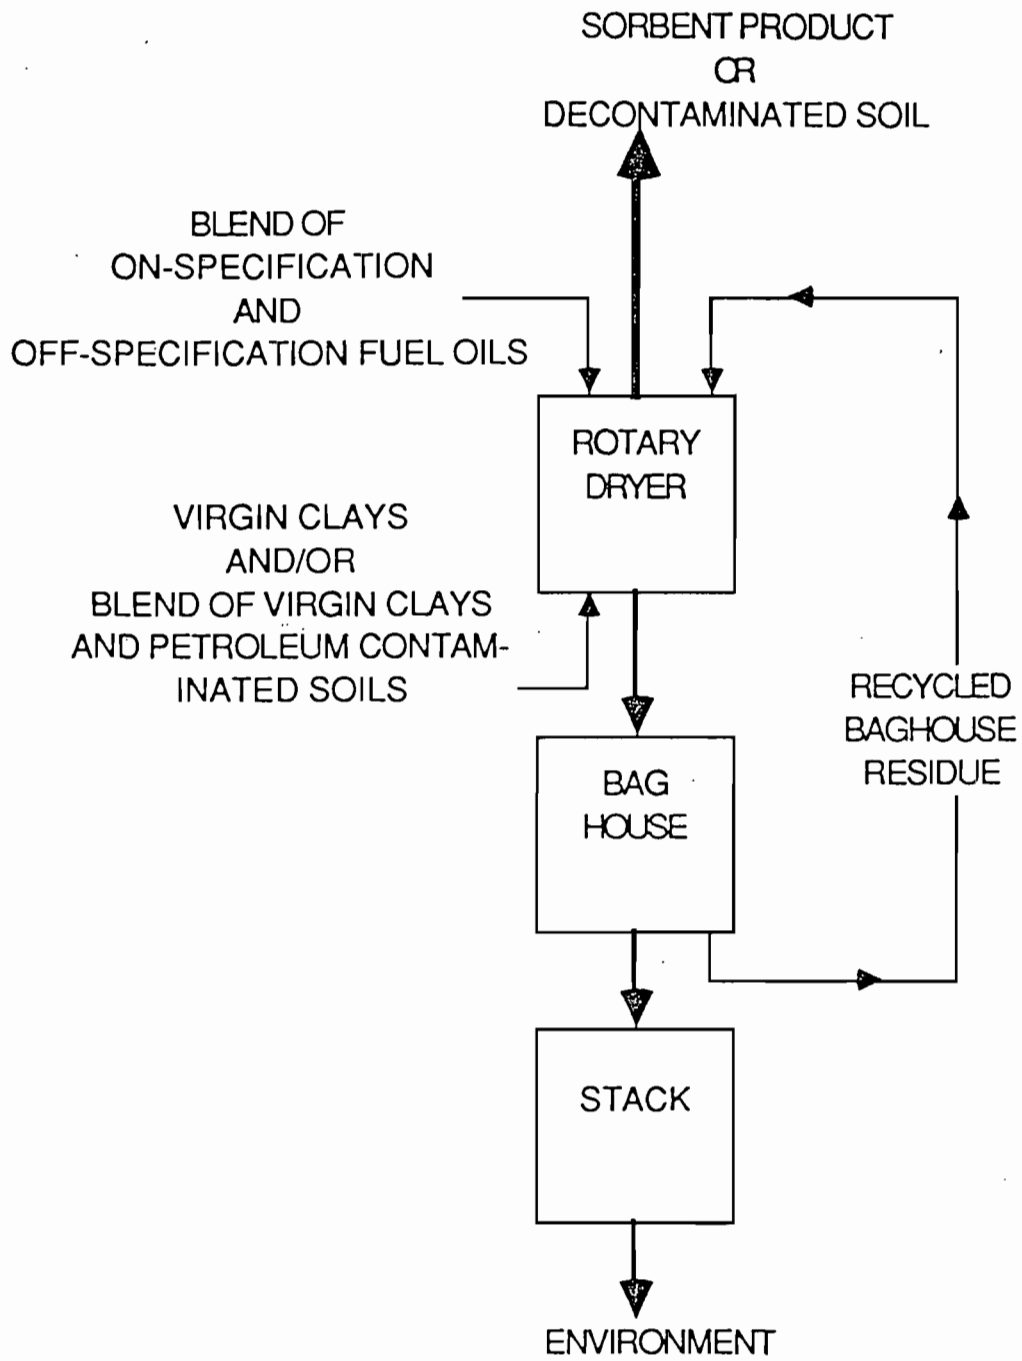 SORBENT PRODUCT
OR
DECONTAMINATED SOIL
BLEND OF
ON-SPECIFICATION
AND
OFF-SPECIFICATION FUEL OILS
ROTARY
DRYER
VIRGIN CLAYS
AND/OR
BLEND OF VIRGIN CLAYS
AND PETROLEUM CONTAM-
INATED SOILS
RECYCLED
BAGHOUSE
RESIDUE
BAG
HOUSE
STACK
ENVIRONMENT